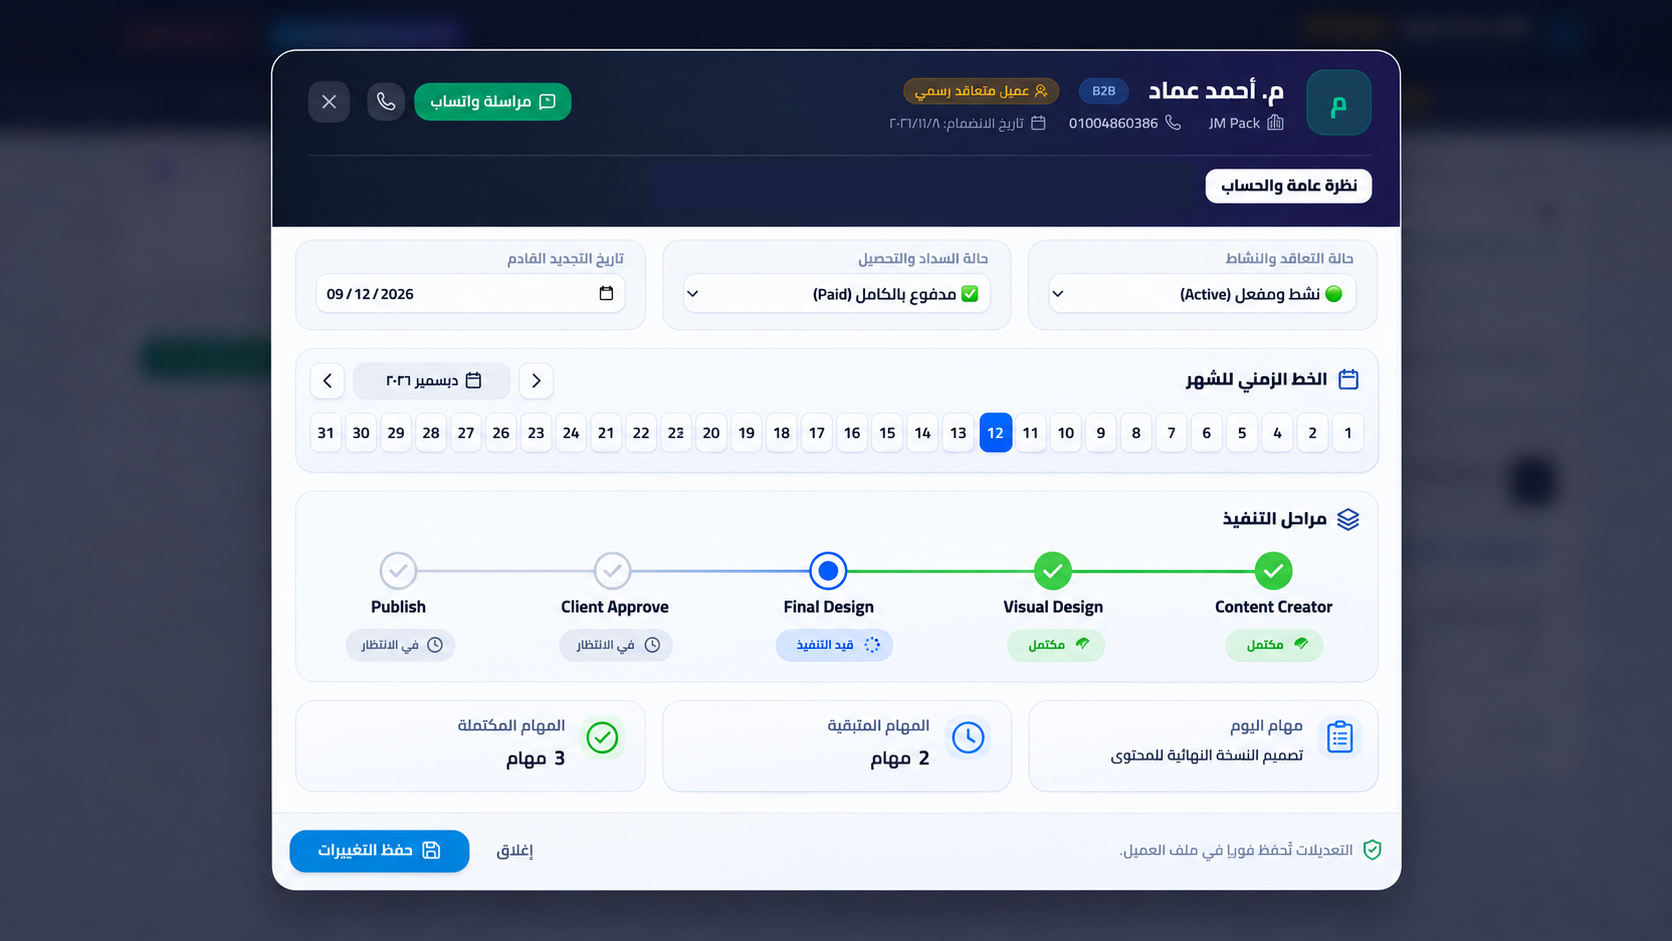 م
م. أحمد عماد
B2B
عميل متعاقد رسمي
مراسلة واتساب
JM Pack
01004860386
تاريخ الانضمام: ٢٠٢٦/١١/٨
نظرة عامة والحساب
حالة التعاقد والنشاط
نشط ومفعل (Active)
حالة السداد والتحصيل
مدفوع بالكامل (Paid)
تاريخ التجديد القادم
09/12/2026
الخط الزمني للشهر
ديسمبر ٢٠٢٦
1 2 4 5 6 7 8 9 10 11 12 13 14 15 16 17 18 19 20 22 21 24 23 26 27 28 29 30 31
مراحل التنفيذ
Content Creator
مكتمل
Visual Design
مكتمل
Final Design
قيد التنفيذ
Client Approve
في الانتظار
Publish
في الانتظار
مهام اليوم
تصميم النسخة النهائية للمحتوى
المهام المتبقية
2 مهام
المهام المكتملة
3 مهام
التعديلات تُحفظ فوريا في ملف العميل.
إغلاق
حفظ التغييرات